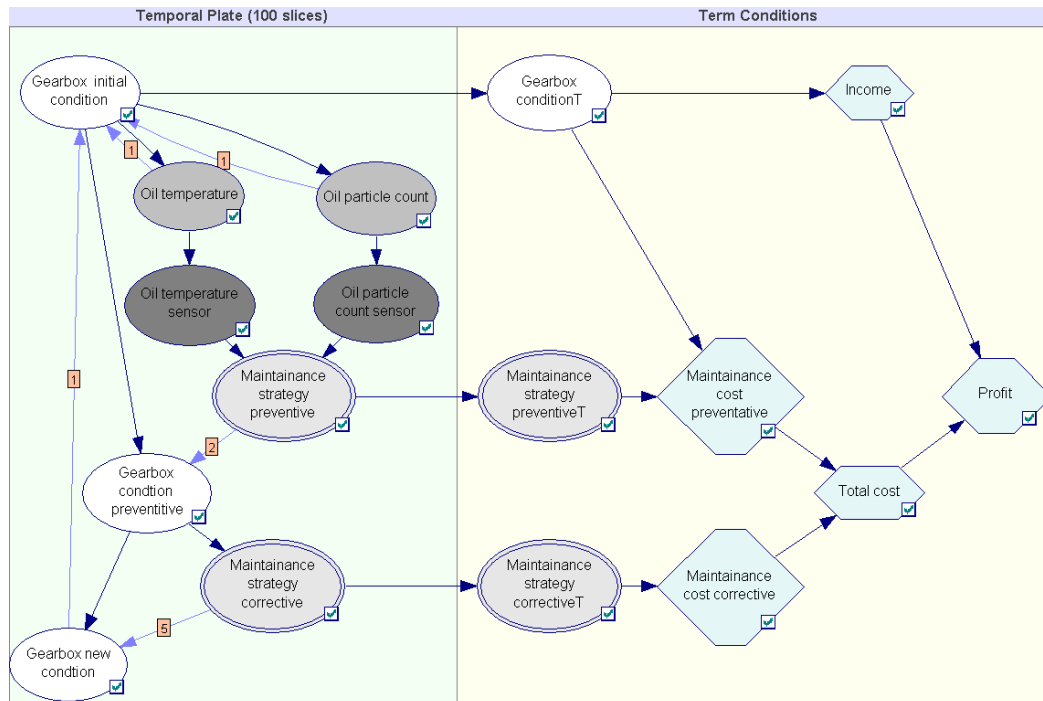 Temporal Plate (100 slices)
Term Conditions
Gearbox initial
condition
Gearbox
conditionT
Income
1
1
Oil temperature
Oil particle count
Oil temperature
sensor
Oil particle
count sensor
Maintainance
strategy
preventive
Maintainance
strategy
preventiveT
Maintainance
cost
preventative
Profit
1
2
Gearbox
condtion
preventitive
Total cost
Maintainance
strategy
corrective
Maintainance
strategy
correctiveT
Maintainance
cost corrective
5
Gearbox new
condtion